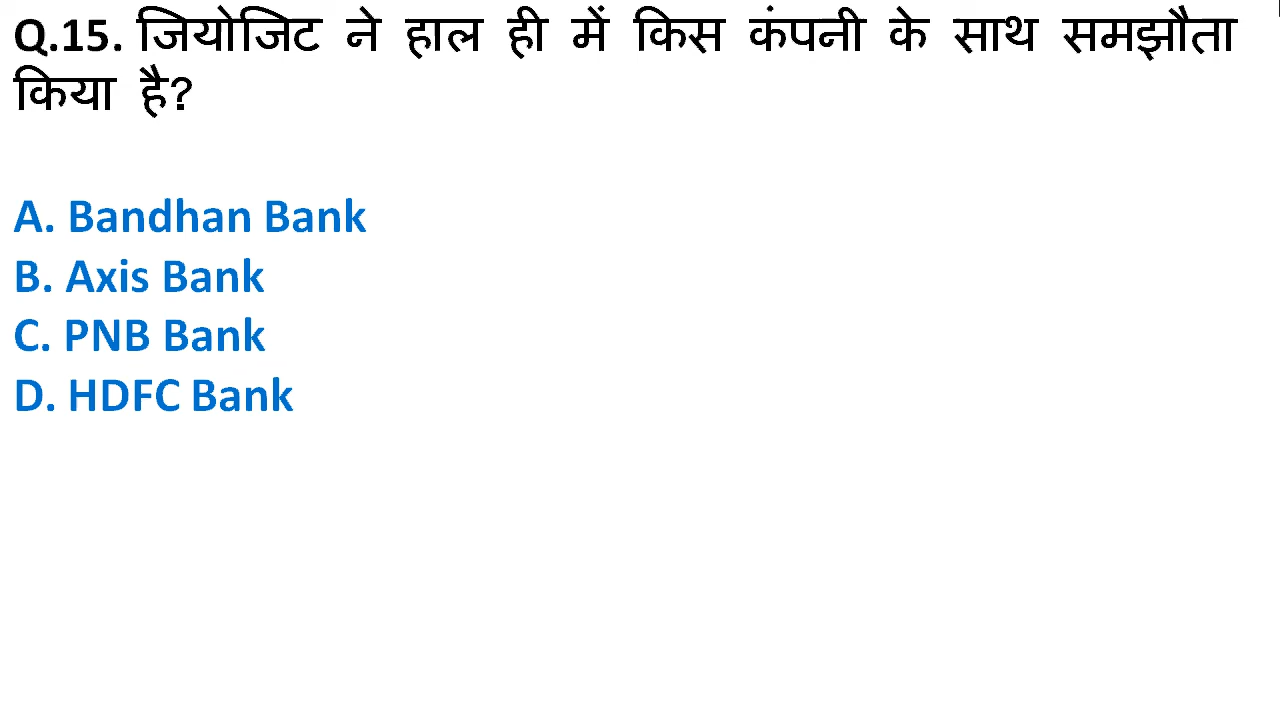 Q.15. जियोजिट ने हाल ही में किस कंपनी के साथ समझौता
किया है?
A. Bandhan Bank
B. Axis Bank
C. PNB Bank
D. HDFC Bank